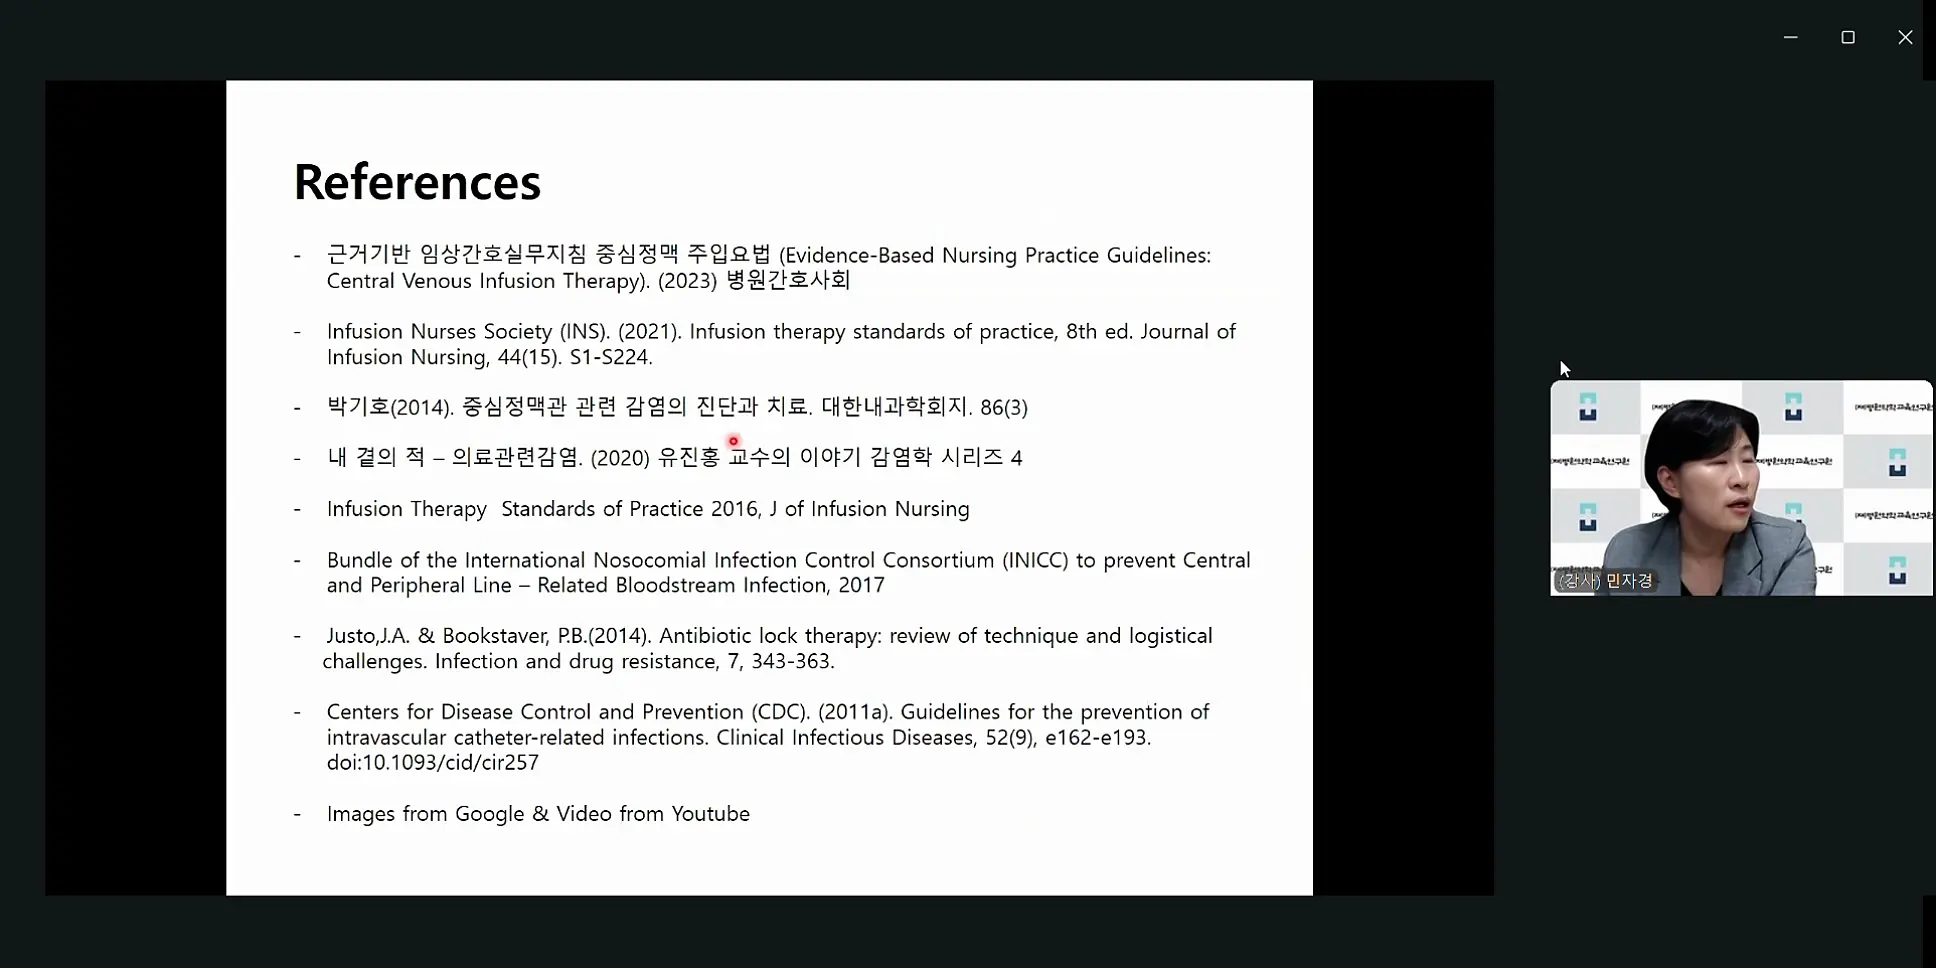 References
- 근거기반 임상간호실무지침 중심정맥 주입요법 (Evidence-Based Nursing Practice Guidelines:
Central Venous Infusion Therapy). (2023) 병원간호사회
- Infusion Nurses Society (INS). (2021). Infusion therapy standards of practice, 8th ed. Journal of
Infusion Nursing, 44(15). S1-S224.
- 박기호(2014). 중심정맥관 관련 감염의 진단과 치료. 대한내과학회지. 86(3)
- 내 곁의 적 – 의료관련감염. (2020) 유진홍 교수의 이야기 감염학 시리즈 4
- Infusion Therapy  Standards of Practice 2016, J of Infusion Nursing
- Bundle of the International Nosocomial Infection Control Consortium (INICC) to prevent Central
and Peripheral Line – Related Bloodstream Infection, 2017
- Justo,J.A. & Bookstaver, P.B.(2014). Antibiotic lock therapy: review of technique and logistical
challenges. Infection and drug resistance, 7, 343-363.
- Centers for Disease Control and Prevention (CDC). (2011a). Guidelines for the prevention of
intravascular catheter-related infections. Clinical Infectious Diseases, 52(9), e162-e193.
doi:10.1093/cid/cir257
- Images from Google & Video from Youtube
(강사) 민자경